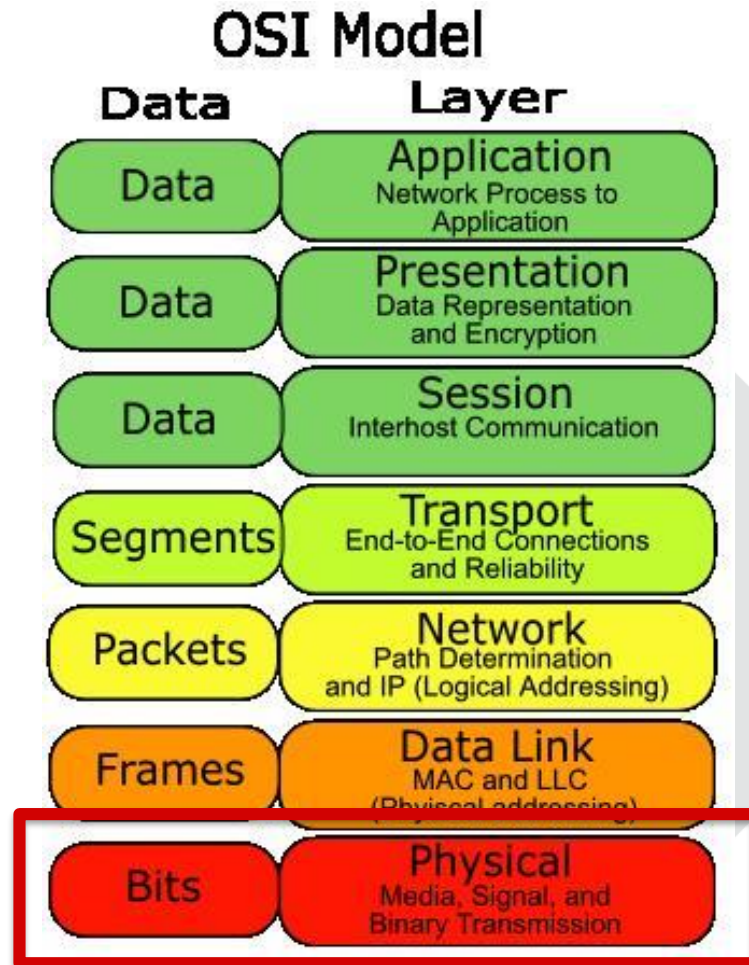 OSI Model
Data Layer
Data
Application
Network Process to
Application
Data
Presentation
Data Representation
and Encryption
Data
Session
Interhost Communication
Segments
Transport
End-to-End Connections
and Reliability
Packets
Network
Path Determination
and IP (Logical Addressing)
Frames
Data Link
MAC and LLC
(Phyiscal addressing)
Bits
Physical
Media, Signal, and
Binary Transmission